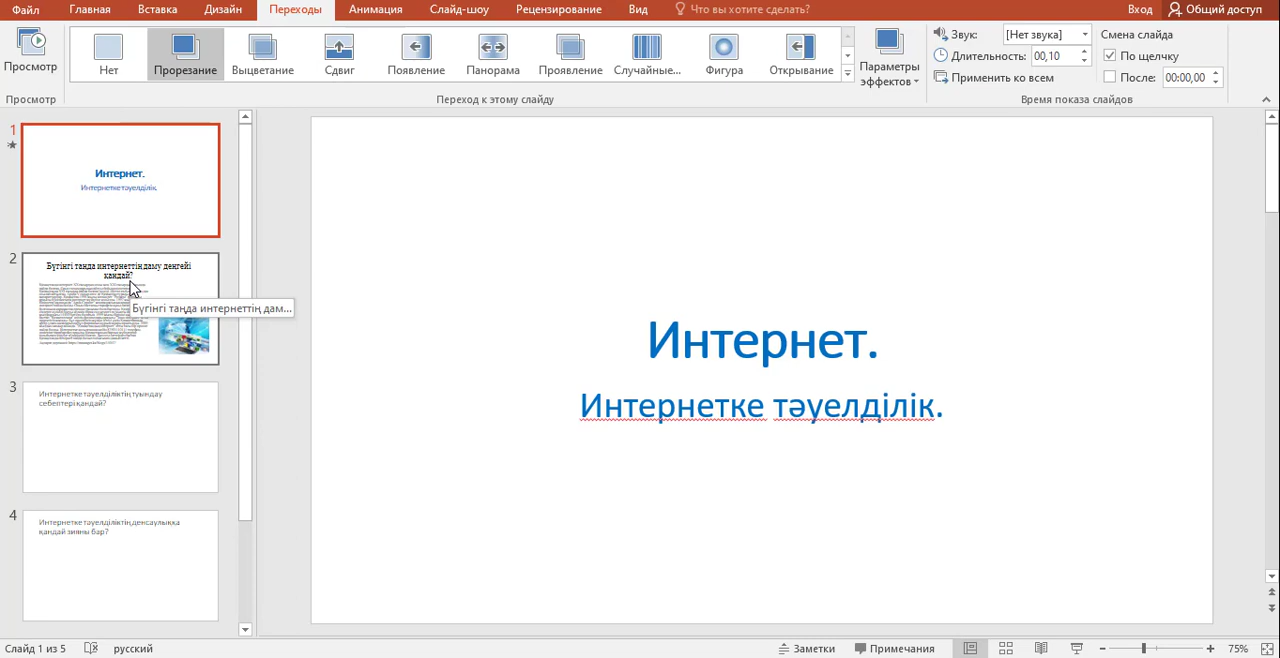 Файл Главная Вставка Дизайн Переходы Анимация Слайд-шоу Рецензирование Вид Что вы хотите сделать? Вход Общий доступ
Просмотр
Нет Прорезание Выцветание Сдвиг Появление Панорама Проявление Случайные... Фигура Открывание
Параметры
эффектов
Звук: [Нет звука]
Длительность: 00,10
Применить ко всем
Смена слайда
По щелчку
После: 00:00,00
Просмотр Переход к этому слайду Время показа слайдов
1
Интернет.
Интернетке тәуелділік.
2
Бүгінгі таңда интернеттің даму деңгейі
қандай?
Бүгінгі таңда интернеттің дам...
3
Интернетке тәуелділіктің туындау
себептері қандай?
4
Интернетке тәуелділіктің денсаулыққа
қандай зияны бар?
Интернет.
Интернетке тәуелділік.
Слайд 1 из 5 русский Заметки Примечания 75%